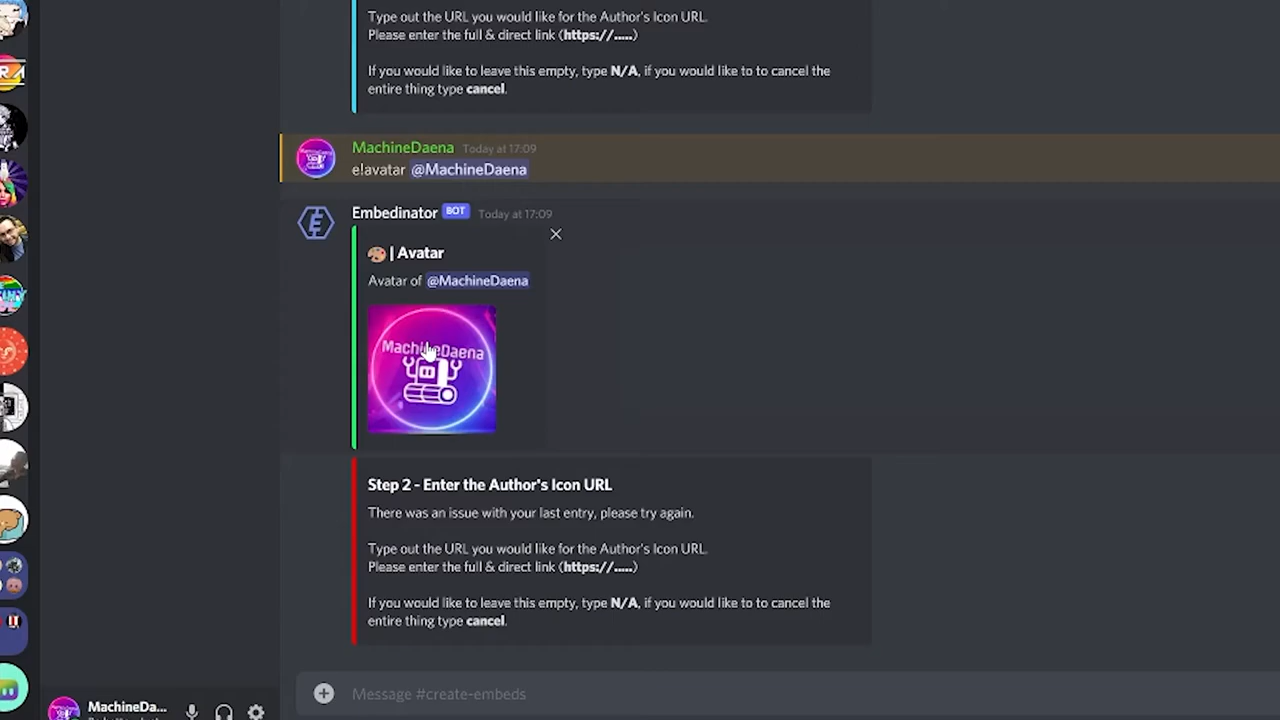 Type out the URL you would like for the Author's Icon URL.
Please enter the full & direct link (https://.....)
If you would like to leave this empty, type N/A, if you would like to to cancel the
entire thing type cancel.
MachineDaena Today at 17:09
e!avatar @MachineDaena
Embedinator BOT Today at 17:09
| Avatar
Avatar of @MachineDaena
MachineDaena
Step 2 - Enter the Author's Icon URL
There was an issue with your last entry, please try again.
Type out the URL you would like for the Author's Icon URL.
Please enter the full & direct link (https://.....)
If you would like to leave this empty, type N/A, if you would like to to cancel the
entire thing type cancel.
Message #create-embeds
MachineDa...